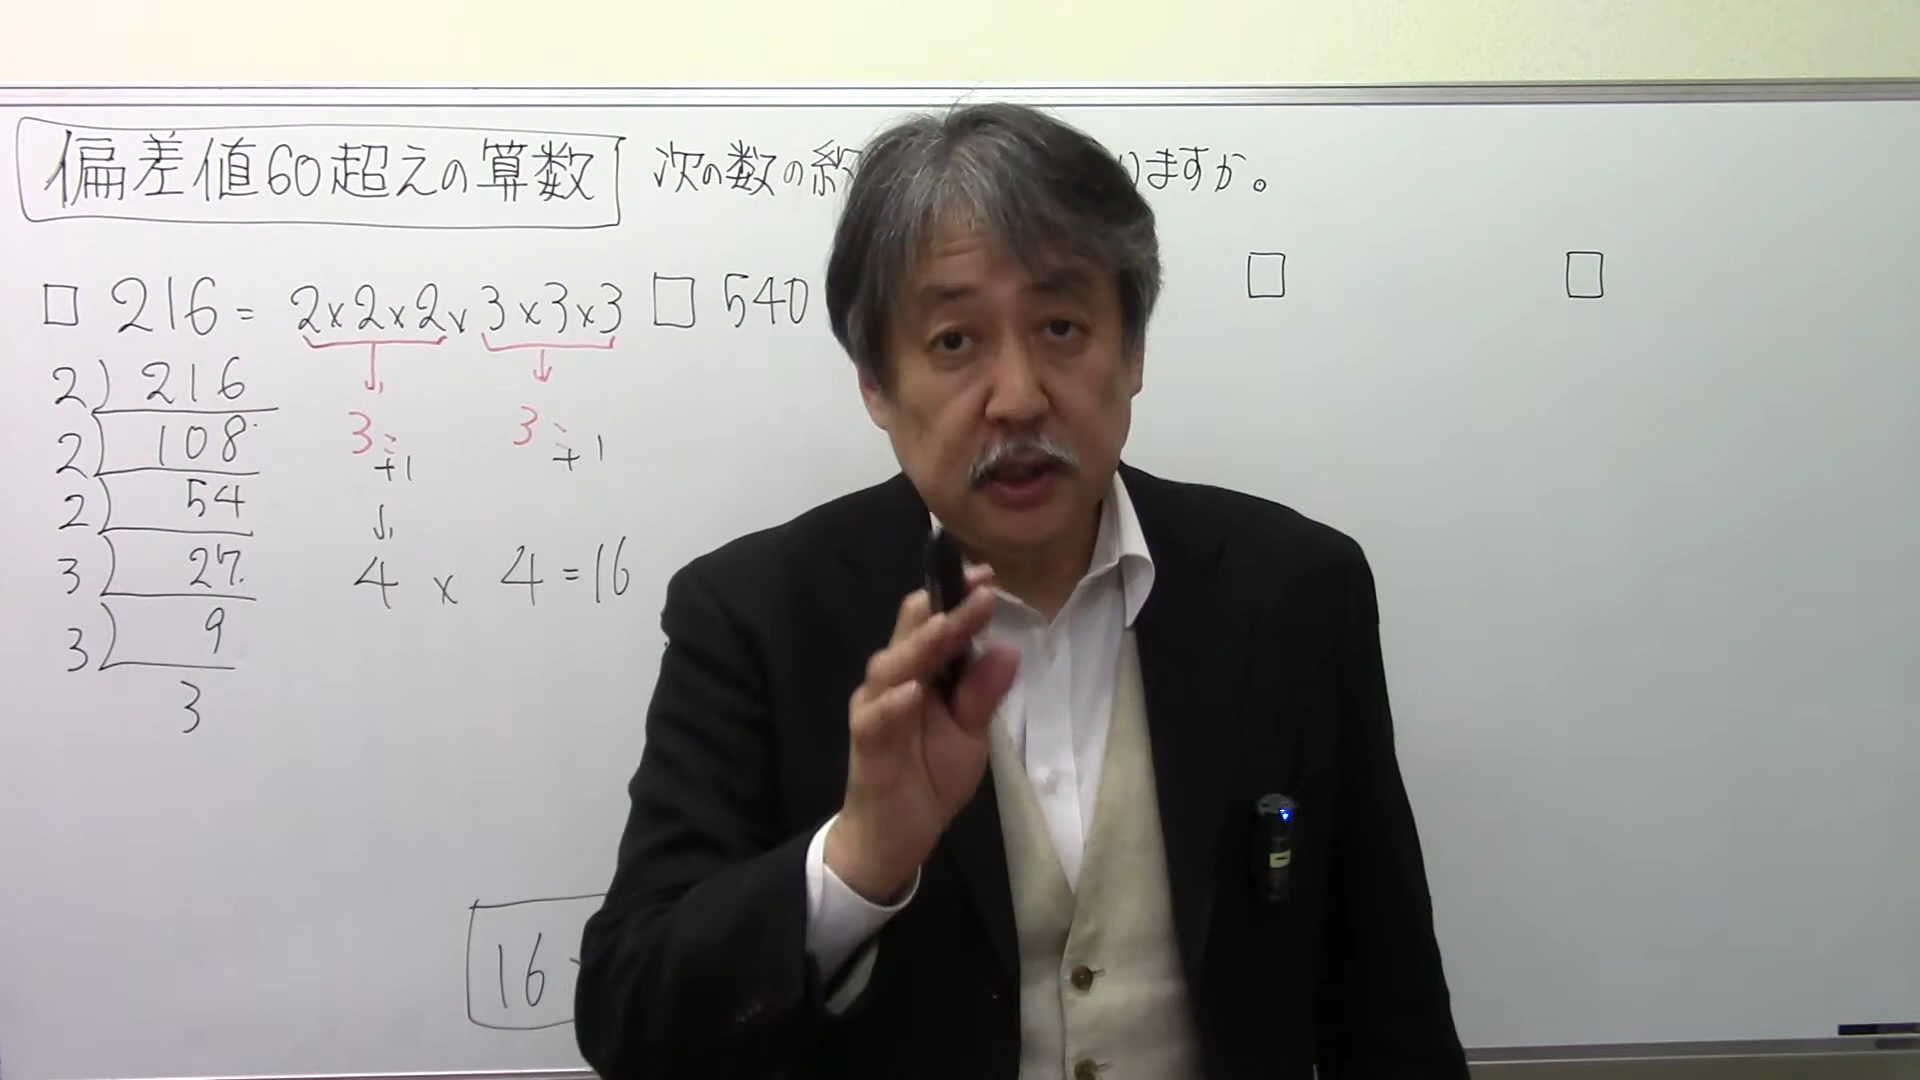 偏差値60超えの算数
次の数の約 りますか。
□ 216 = 2×2×2×3×3×3
□ 540
□
□
2) 216
2) 108
2) 54
3) 27
3) 9
3
3コ 3コ
+1 +1
4 × 4 = 16
16